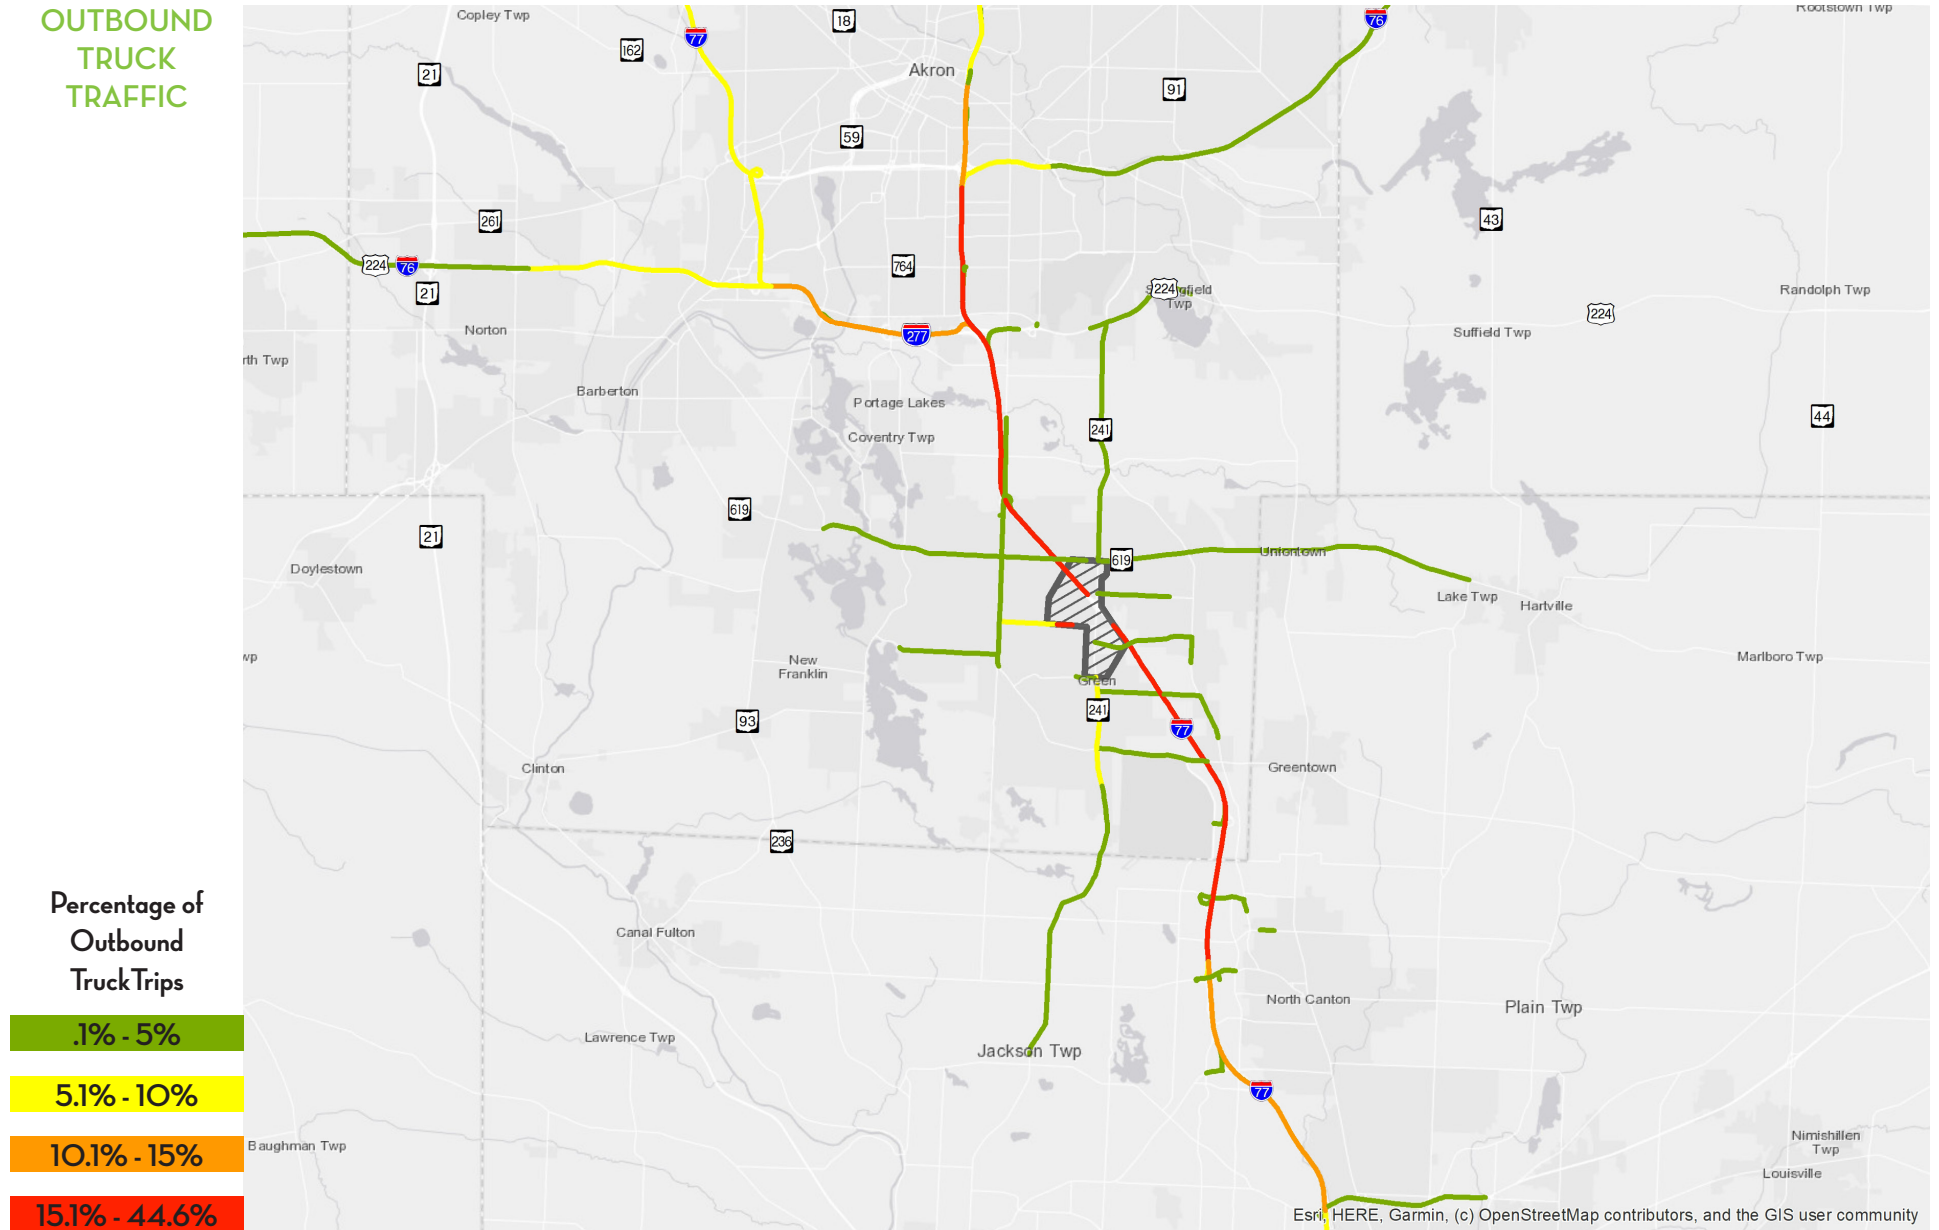 OUTBOUND
TRUCK
TRAFFIC
Percentage of
Outbound
Truck Trips
.1% - 5%
5.1% - 10%
10.1% - 15%
15.1% - 44.6%
Copley Twp
18
77
76
Rootstown Twp
162
21
Akron
91
59
261
43
224
76
764
21
224
Springfield
Twp
Randolph Twp
224
Norton
277
Suffield Twp
rth Twp
Barberton
Portage Lakes
Coventry Twp
241
44
619
21
619
Uniontown
Doylestown
Lake Twp
Hartville
wp
New
Franklin
Marlboro Twp
Green
241
93
77
Clinton
Greentown
236
Canal Fulton
North Canton
Plain Twp
Lawrence Twp
Jackson Twp
77
Baughman Twp
Nimishillen
Twp
Louisville
Esri, HERE, Garmin, (c) OpenStreetMap contributors, and the GIS user community